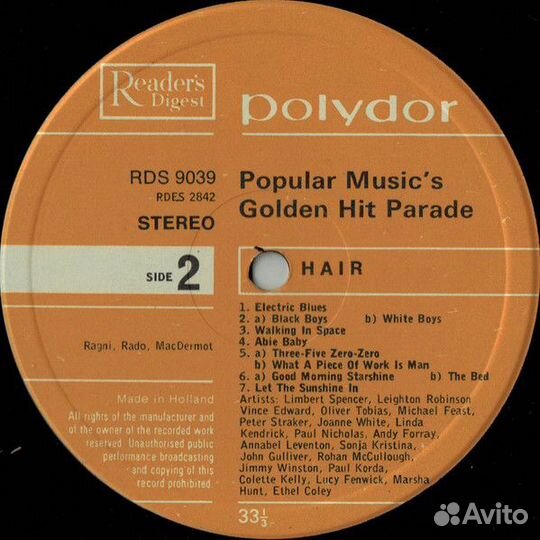 Reader's
Digest
polydor
RDS 9039
RDES 2842
STEREO
Popular Music's
Golden Hit Parade
SIDE 2
HAIR
Ragni, Rado, MacDermot
1. Electric Blues
2. a) Black Boys b) White Boys
3. Walking In Space
4. Abie Baby
5. a) Three-Five Zero-Zero
b) What A Piece Of Work Is Man
6. a) Good Morning Starshine b) The Bed
7. Let The Sunshine In
Artists: Limbert Spencer, Leighton Robinson
Vince Edward, Oliver Tobias, Michael Feast,
Peter Straker, Joanne White, Linda
Kendrick, Paul Nicholas, Andy Forray,
Annabel Leventon, Sonja Kristina,
John Gulliver, Rohan McCullough,
Jimmy Winston, Paul Korda,
Colette Kelly, Lucy Fenwick, Marsha
Hunt, Ethel Coley
Made in Holland
All rights of the manufacturer and
of the owner of the recorded work
reserved. Unauthorised public
performance broadcasting
and copying of this
record prohibited.
33⅓
Avito